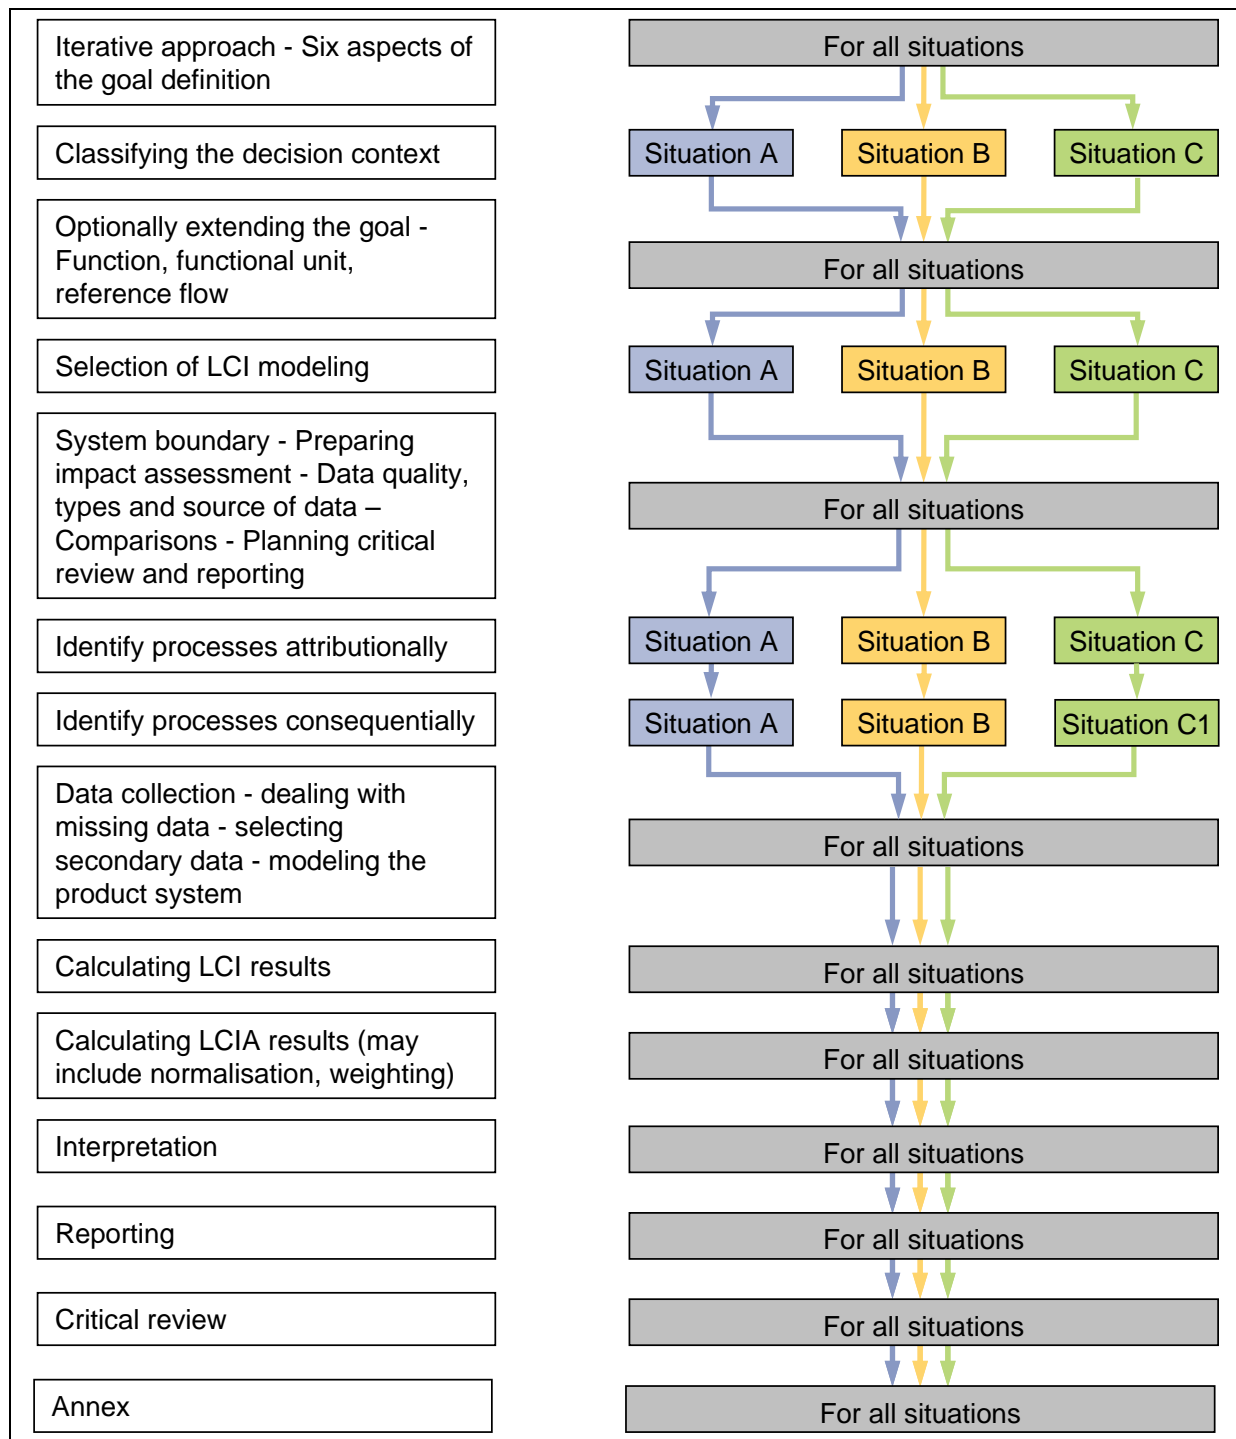 Iterative approach - Six aspects of
the goal definition
For all situations
Classifying the decision context
Situation A
Situation B
Situation C
Optionally extending the goal -
Function, functional unit,
reference flow
For all situations
Selection of LCI modeling
Situation A
Situation B
Situation C
System boundary - Preparing
impact assessment - Data quality,
types and source of data –
Comparisons - Planning critical
review and reporting
For all situations
Identify processes attributionally
Situation A
Situation B
Situation C
Identify processes consequentially
Situation A
Situation B
Situation C1
Data collection - dealing with
missing data - selecting
secondary data - modeling the
product system
For all situations
Calculating LCI results
For all situations
Calculating LCIA results (may
include normalisation, weighting)
For all situations
Interpretation
For all situations
Reporting
For all situations
Critical review
For all situations
Annex
For all situations